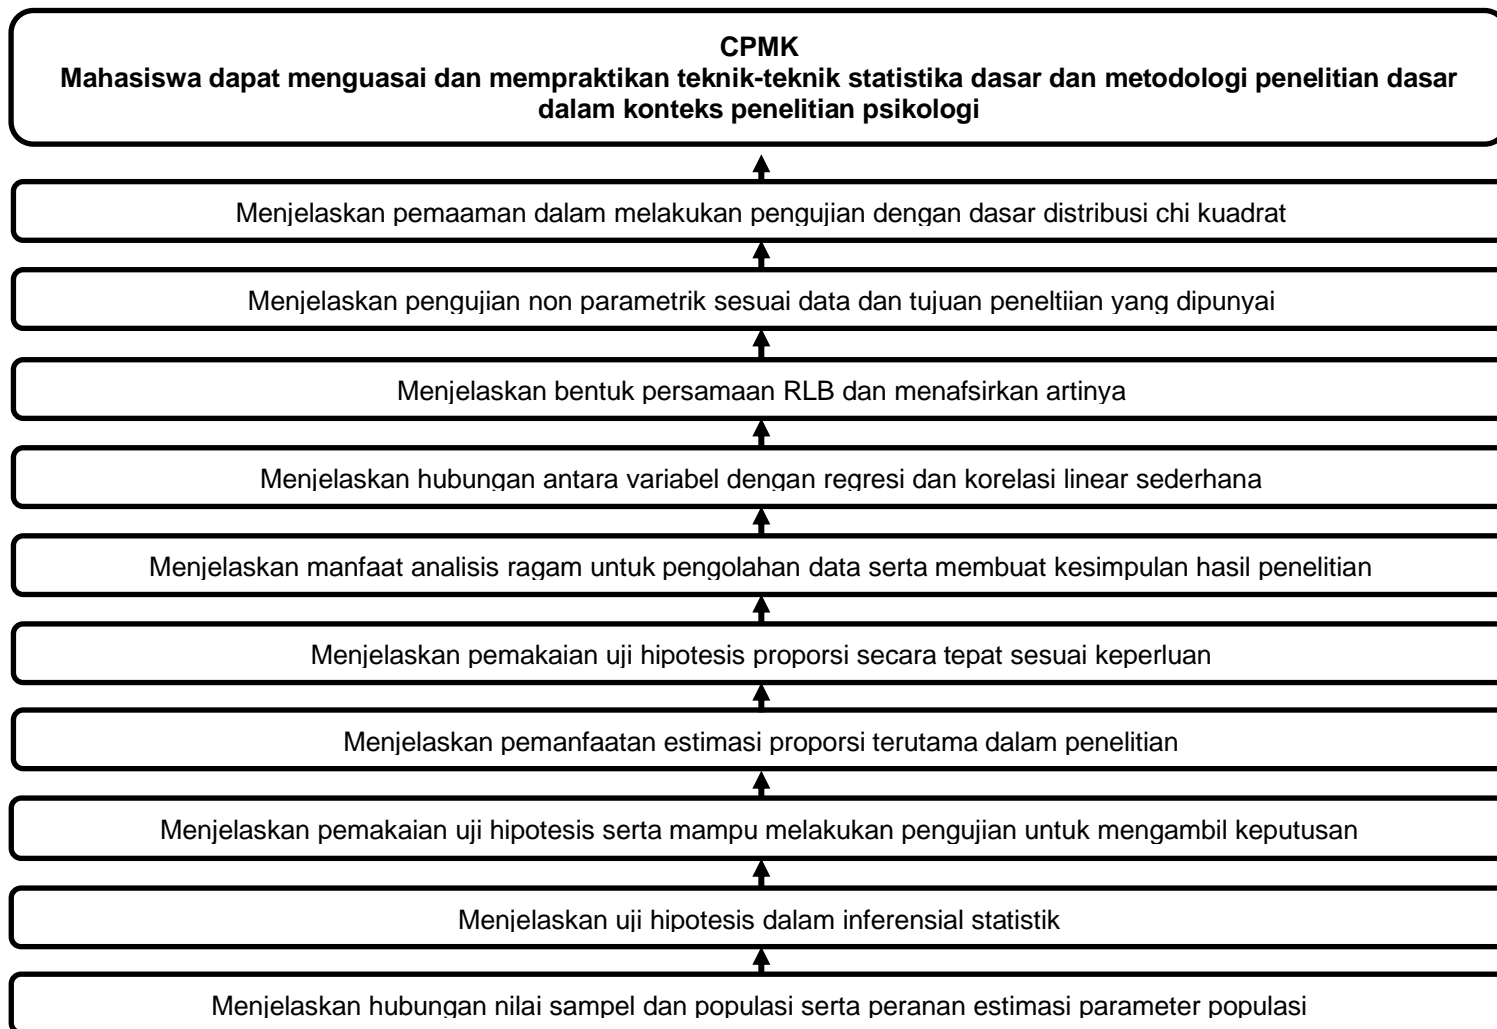 CPMK
Mahasiswa dapat menguasai dan mempraktikan teknik-teknik statistika dasar dan metodologi penelitian dasar
dalam konteks penelitian psikologi
Menjelaskan pemaaman dalam melakukan pengujian dengan dasar distribusi chi kuadrat
Menjelaskan pengujian non parametrik sesuai data dan tujuan peneltiian yang dipunyai
Menjelaskan bentuk persamaan RLB dan menafsirkan artinya
Menjelaskan hubungan antara variabel dengan regresi dan korelasi linear sederhana
Menjelaskan manfaat analisis ragam untuk pengolahan data serta membuat kesimpulan hasil penelitian
Menjelaskan pemakaian uji hipotesis proporsi secara tepat sesuai keperluan
Menjelaskan pemanfaatan estimasi proporsi terutama dalam penelitian
Menjelaskan pemakaian uji hipotesis serta mampu melakukan pengujian untuk mengambil keputusan
Menjelaskan uji hipotesis dalam inferensial statistik
Menjelaskan hubungan nilai sampel dan populasi serta peranan estimasi parameter populasi